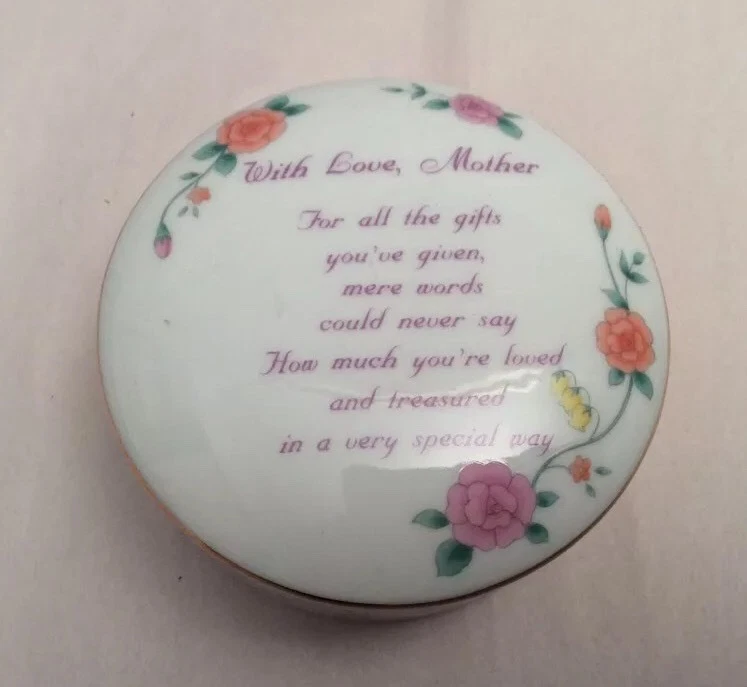 With Love, Mother
For all the gifts
you've given,
mere words
could never say
How much you're loved
and treasured
in a very special way